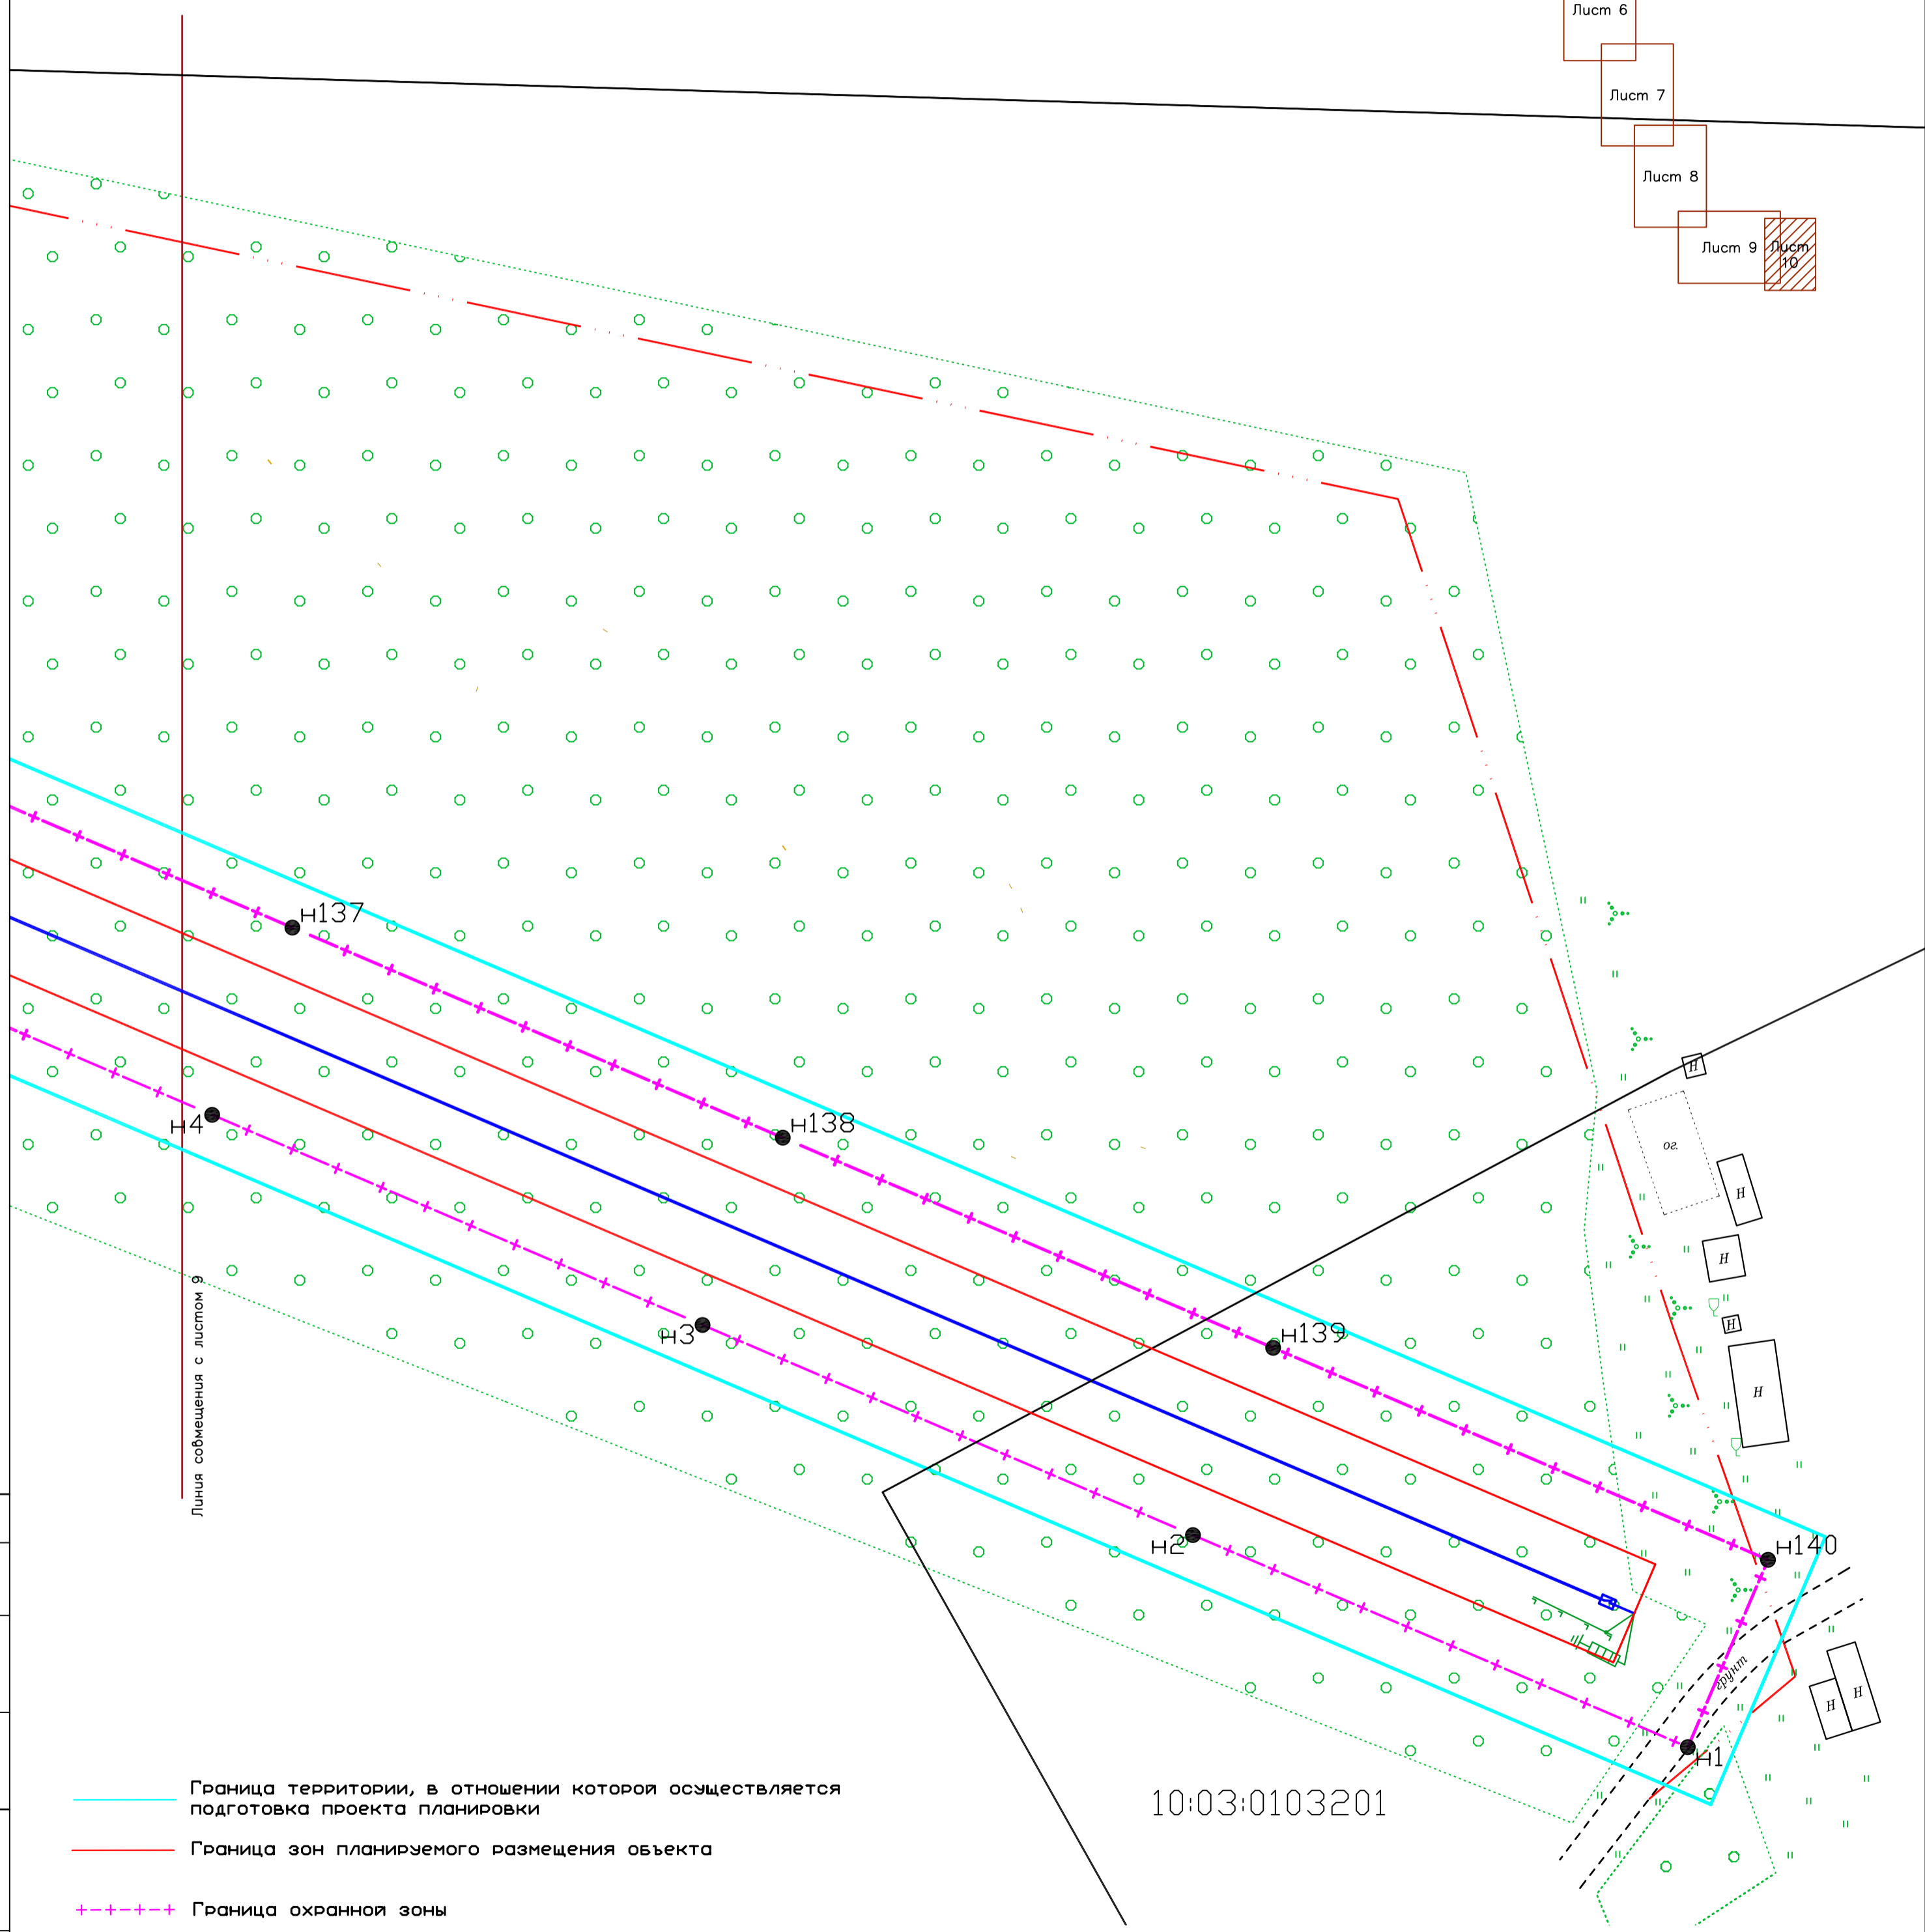 Лист 6
Лист 7
Лист 8
Лист 9
Лист
10
н137
н138
н4
н3
н139
н2
н140
н1
Н
ог.
Н
Н
Н
Н
грунт
Н
Н
Линия совмещения с листом 9
10:03:0103201
Граница территории, в отношении которой осуществляется
подготовка проекта планировки
Граница зон планируемого размещения объекта
Граница охранной зоны